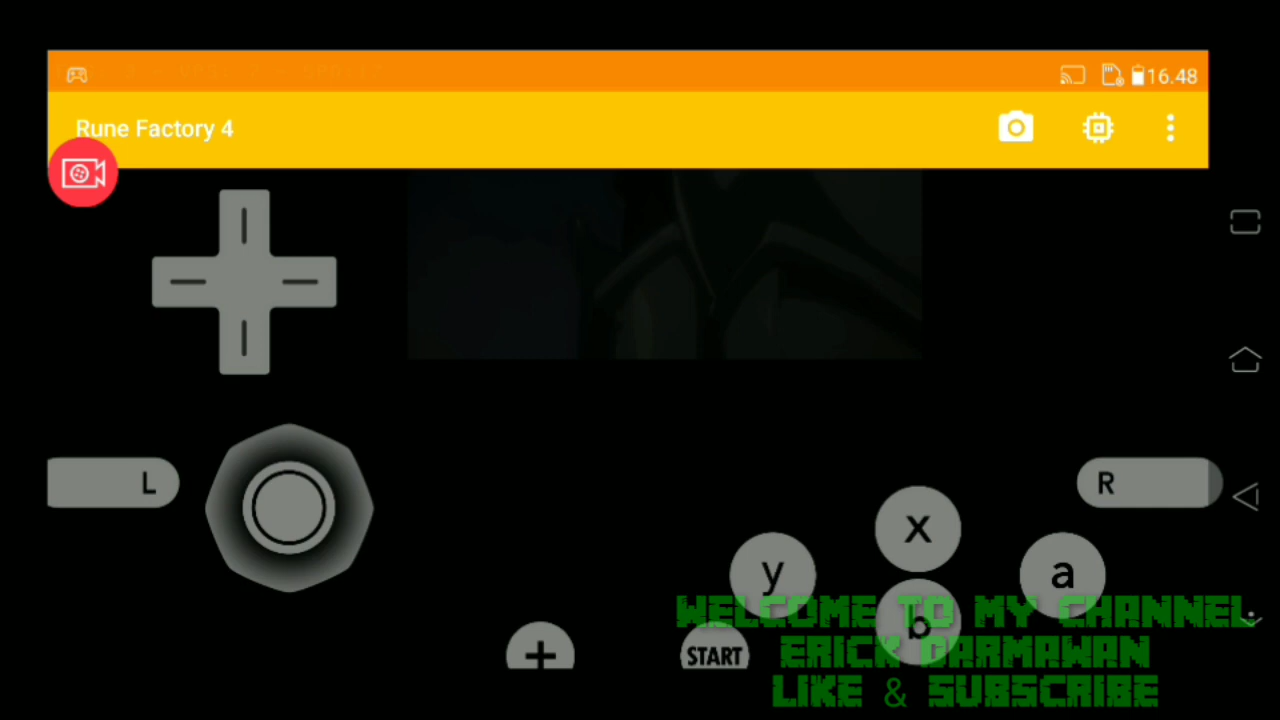 16.48
Rune Factory 4
L
R
x
y
a
b
START
WELCOME TO MY CHANNEL
ERICK DARMAWAN
LIKE & SUBSCRIBE